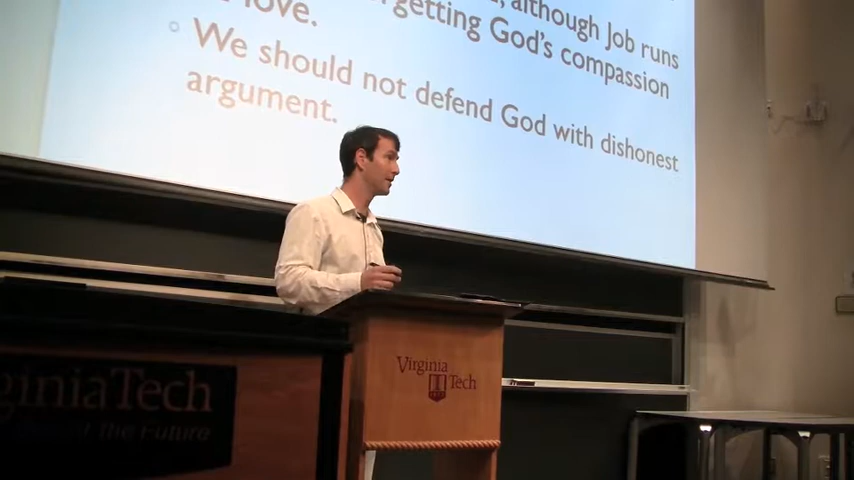 although Job runs
love.
getting God's compassion
We should not defend God with dishonest
argument.
Virginia
Tech
ginia Tech
the Future